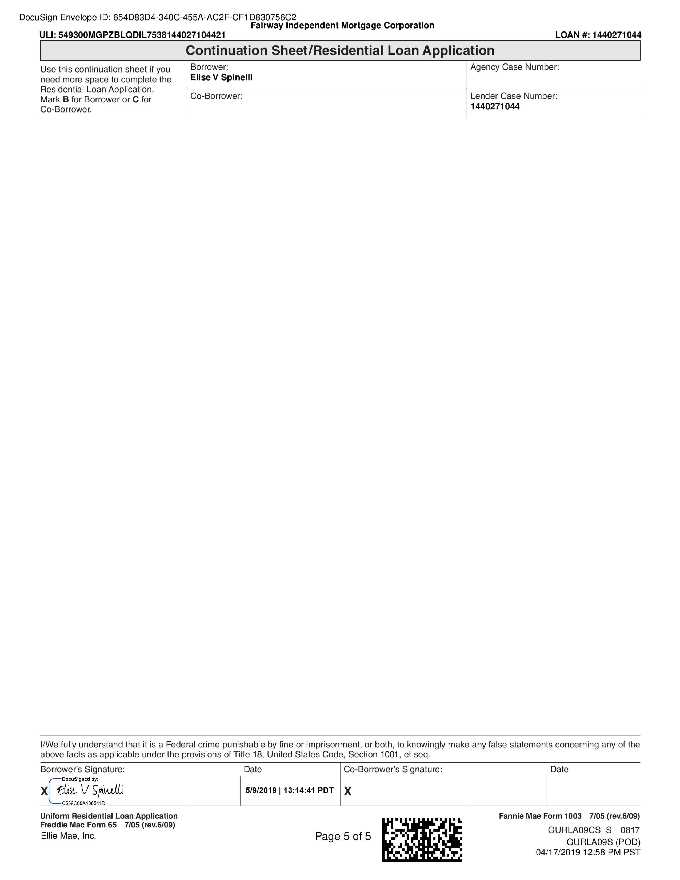 DocuSign Envelope ID: 654D83D4-340C-455A-AC2F-CF1D830756C2
Fairway Independent Mortgage Corporation
ULI: 549300MGPZBLQDIL7538144027104421 LOAN #: 1440271044
Continuation Sheet/Residential Loan Application
Use this continuation sheet if you
need more space to complete the
Residential Loan Application.
Mark B for Borrower or C for
Co-Borrower.
Borrower:
Elise V Spinelli
Agency Case Number:
Co-Borrower:
Lender Case Number:
1440271044
I/We fully understand that it is a Federal crime punishable by fine or imprisonment, or both, to knowingly make any false statements concerning any of the
above facts as applicable under the provisions of Title 18, United States Code, Section 1001, et seq.
Borrower's Signature: Date Co-Borrower's Signature: Date
DocuSigned by:
X Elise V Spinelli 5/9/2019 | 13:14:41 PDT X
Uniform Residential Loan Application
Freddie Mac Form 65 7/05 (rev.6/09)
Ellie Mae, Inc.
Page 5 of 5
Fannie Mae Form 1003 7/05 (rev.6/09)
GURLA09CS S 0817
GURLA09S (POD)
04/17/2019 12:58 PM PST